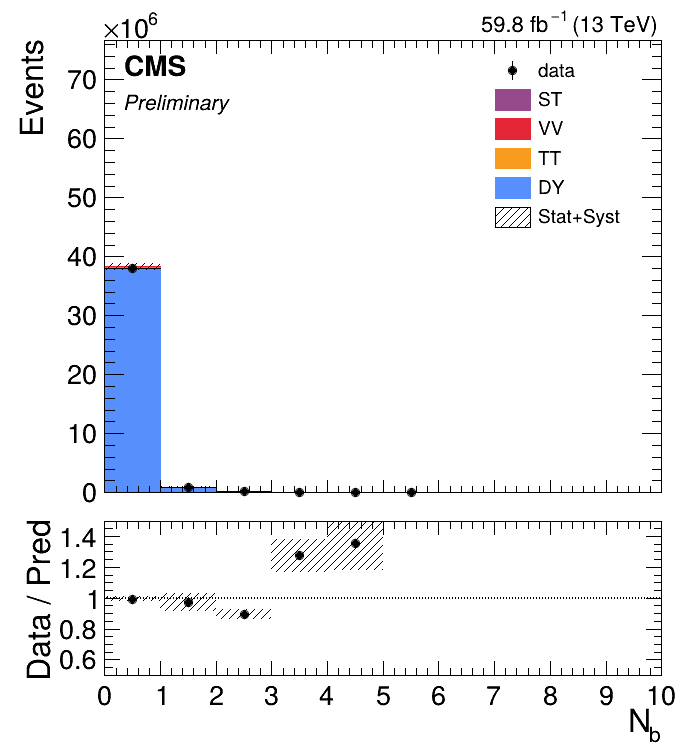 ×10⁶
59.8 fb⁻¹ (13 TeV)
Events
CMS
Preliminary
data
ST
VV
TT
DY
Stat+Syst
70
60
50
40
30
20
10
0
Data / Pred
1.4
1.2
1
0.8
0.6
0 1 2 3 4 5 6 7 8 9 10
N_b